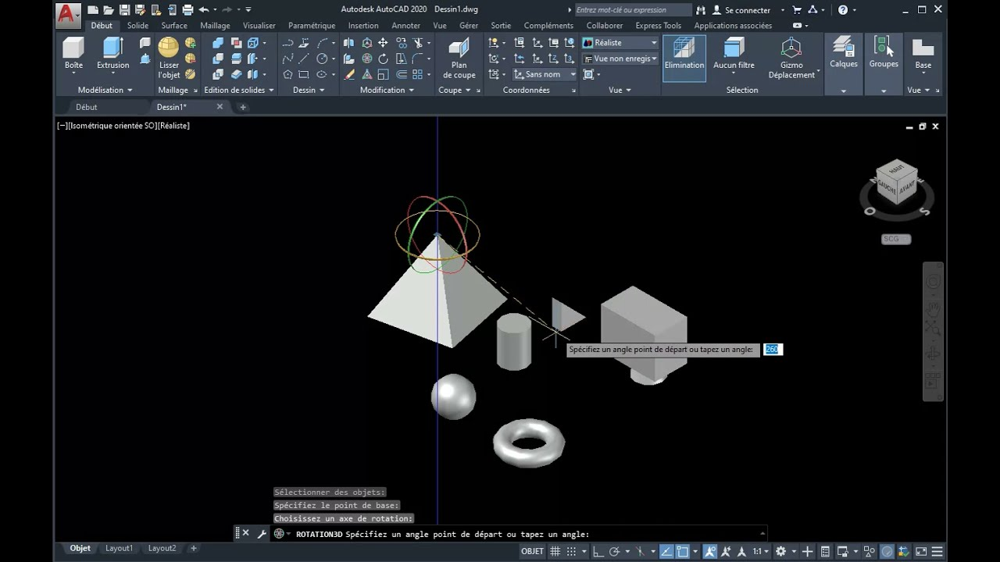 A Autodesk AutoCAD 2020 Dessin1.dwg Entrez mot-clé ou expression Se connecter
Début Solide Surface Maillage Visualiser Paramétrique Insertion Annoter Vue Gérer Sortie Compléments Collaborer Express Tools Applications associées
Boîte Extrusion Lisser l'objet Plan de coupe Réaliste Vue non enregis Sans nom Elimination Aucun filtre Gizmo Déplacement Calques Groupes Base
Modélisation Maillage Edition de solides Dessin Modification Coupe Coordonnées Vue Sélection Vue
Début Dessin1*
[−][Isométrique orientée SO][Réaliste]
HAUT
GAUCHE AVANT
O S
SCG
Spécifiez un angle point de départ ou tapez un angle: 260
Sélectionner des objets:
Spécifiez le point de base:
Choisissez un axe de rotation:
ROTATION3D Spécifiez un angle point de départ ou tapez un angle:
Objet Layout1 Layout2 + OBJET 1:1